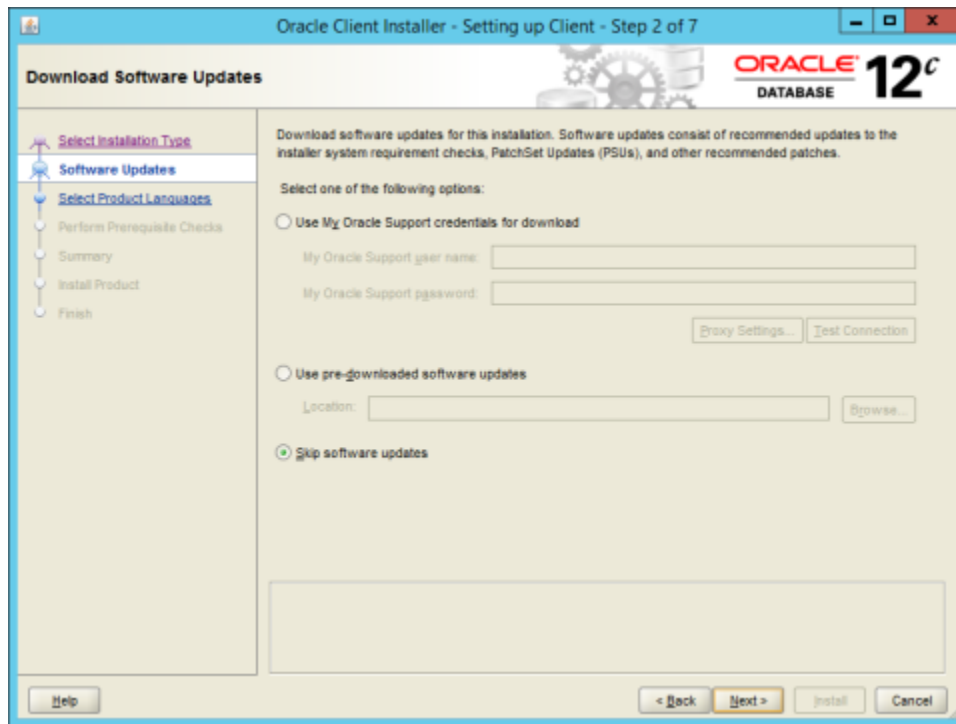 Oracle Client Installer - Setting up Client - Step 2 of 7
Download Software Updates
ORACLE
DATABASE
12c
Select Installation Type
Software Updates
Select Product Languages
Perform Prerequisite Checks
Summary
Install Product
Finish
Download software updates for this installation. Software updates consist of recommended updates to the
installer system requirement checks, PatchSet Updates (PSUs), and other recommended patches.
Select one of the following options:
Use My Oracle Support credentials for download
My Oracle Support user name:
My Oracle Support password:
Proxy Settings...
Test Connection
Use pre-downloaded software updates
Location:
Browse...
Skip software updates
Help
< Back
Next >
Install
Cancel